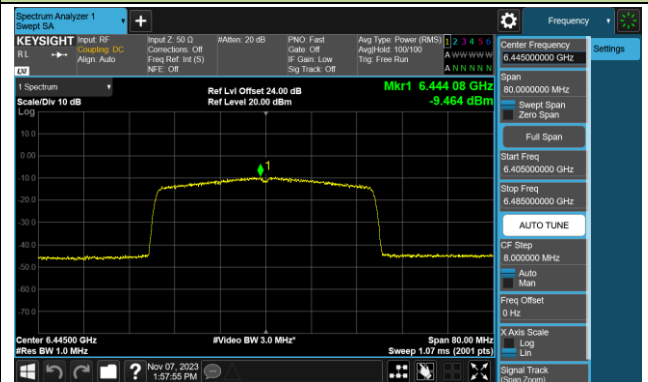 Spectrum Analyzer 1
Swept SA
Frequency
KEYSIGHT
RL
LXI
Input: RF
Coupling: DC
Align: Auto
Input Z: 50 Ω
Corrections: Off
Freq Ref: Int (S)
NFE: Off
#Atten: 20 dB
PNO: Fast
Gate: Off
IF Gain: Low
Sig Track: Off
Avg Type: Power (RMS)
Avg|Hold: 100/100
Trig: Free Run
1 2 3 4 5 6
A W W W W W
A N N N N N
1 Spectrum
Scale/Div 10 dB
Ref Lvl Offset 24.00 dB
Ref Level 20.00 dBm
Mkr1 6.444 08 GHz
-9.464 dBm
Log
10.0
0.00
-10.0
-20.0
-30.0
-40.0
-50.0
-60.0
-70.0
1
Center 6.44500 GHz
#Res BW 1.0 MHz
#Video BW 3.0 MHz*
Span 80.00 MHz
Sweep 1.07 ms (2001 pts)
Nov 07, 2023
1:57:55 PM
?
Center Frequency
6.445000000 GHz
Span
80.0000000 MHz
Swept Span
Zero Span
Full Span
Start Freq
6.405000000 GHz
Stop Freq
6.485000000 GHz
AUTO TUNE
CF Step
8.000000 MHz
Auto
Man
Freq Offset
0 Hz
X Axis Scale
Log
Lin
Signal Track
(Span Zoom)
Settings